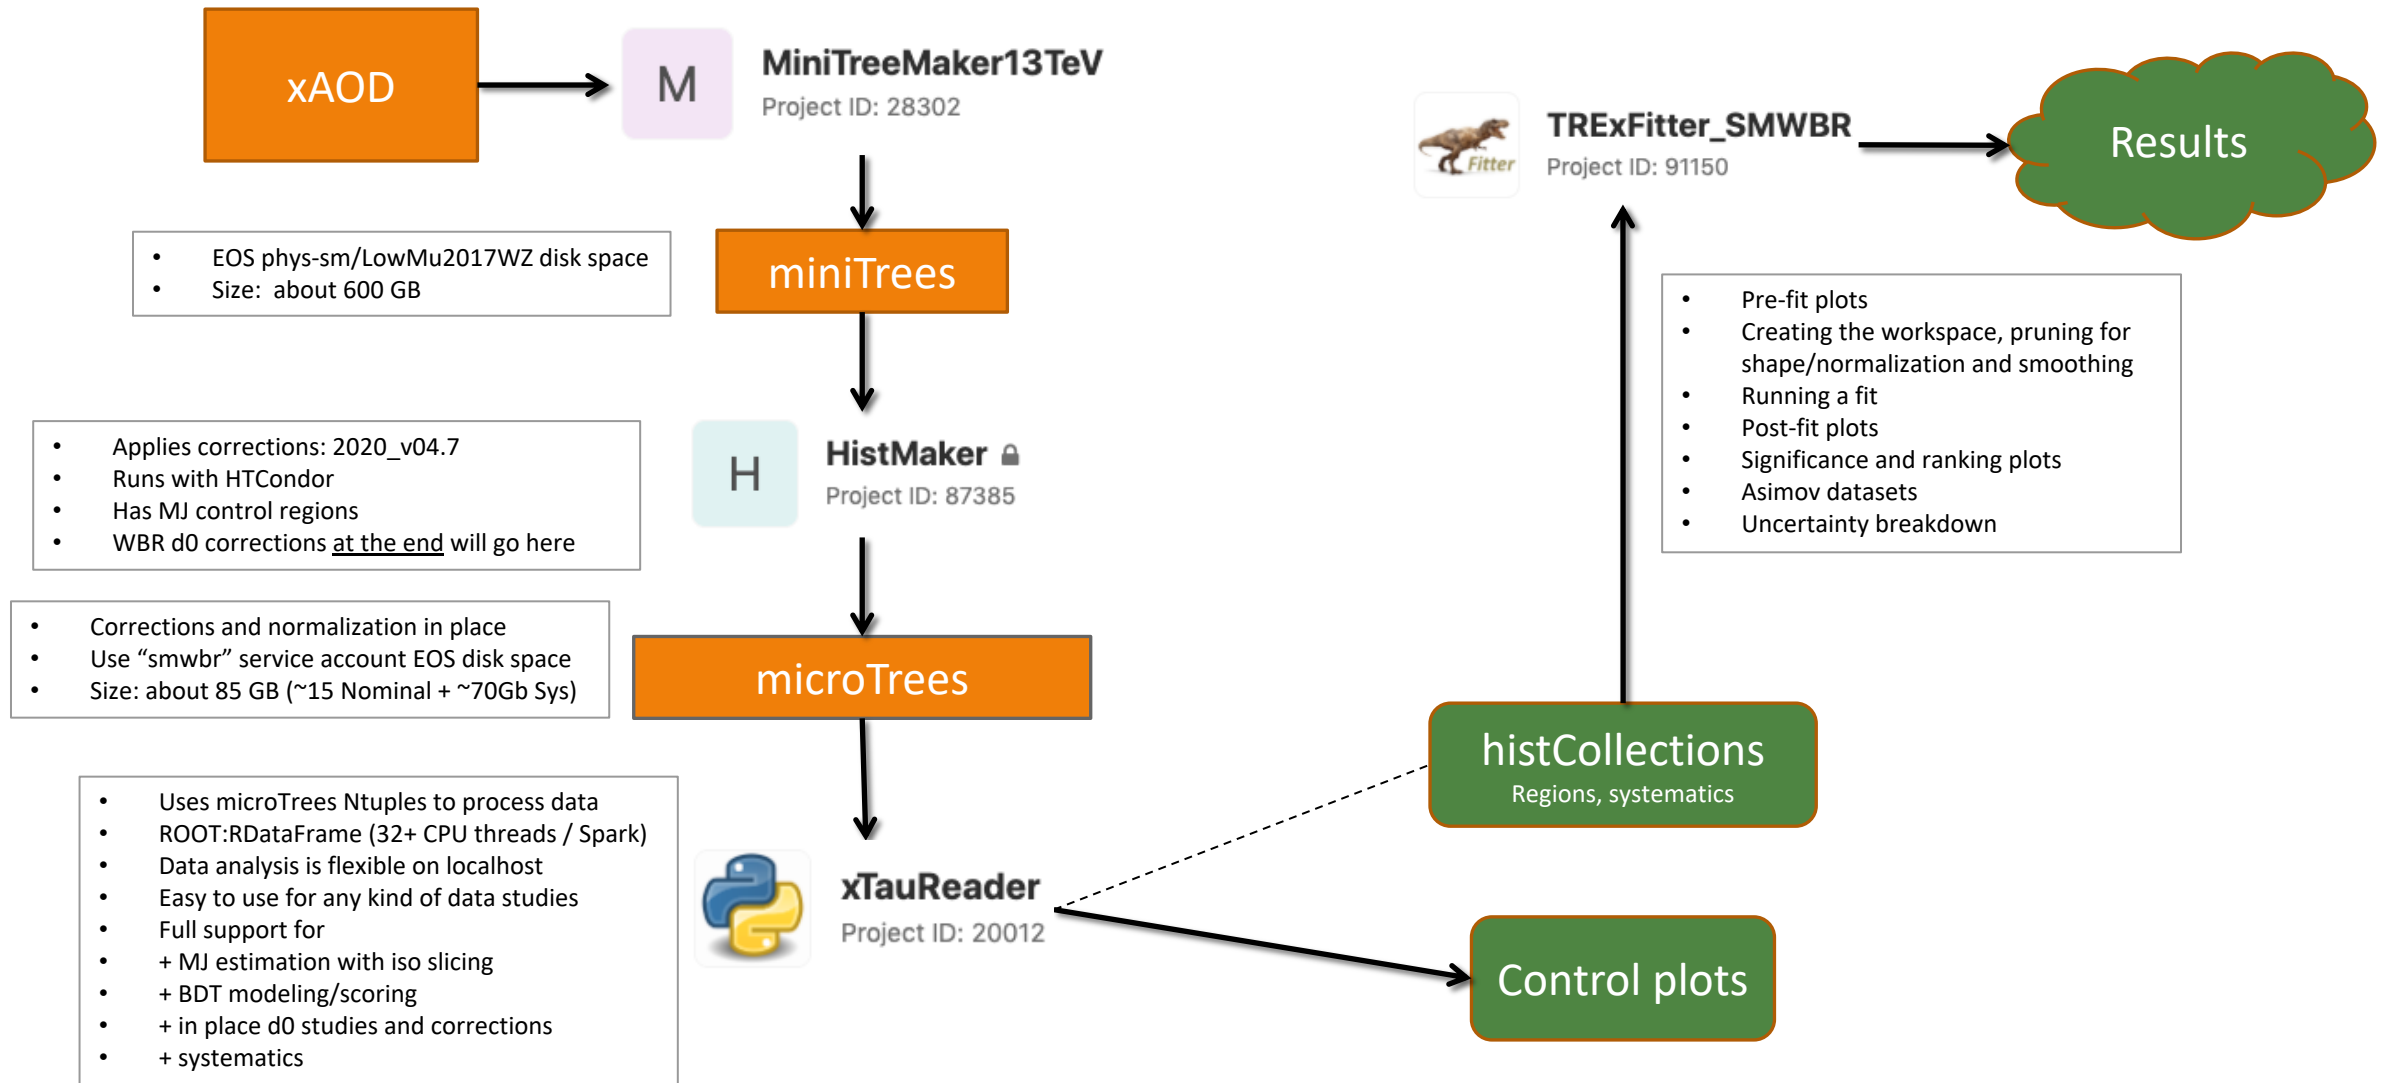 xAOD
M
MiniTreeMaker13TeV
Project ID: 28302
• EOS phys-sm/LowMu2017WZ disk space
• Size:  about 600 GB
miniTrees
• Applies corrections: 2020_v04.7
• Runs with HTCondor
• Has MJ control regions
• WBR d0 corrections at the end will go here
H
HistMaker
Project ID: 87385
• Corrections and normalization in place
• Use “smwbr” service account EOS disk space
• Size: about 85 GB (~15 Nominal + ~70Gb Sys)
microTrees
• Uses microTrees Ntuples to process data
• ROOT:RDataFrame (32+ CPU threads / Spark)
• Data analysis is flexible on localhost
• Easy to use for any kind of data studies
• Full support for
• + MJ estimation with iso slicing
• + BDT modeling/scoring
• + in place d0 studies and corrections
• + systematics
xTauReader
Project ID: 20012
Fitter
TRExFitter_SMWBR
Project ID: 91150
Results
• Pre-fit plots
• Creating the workspace, pruning for
shape/normalization and smoothing
• Running a fit
• Post-fit plots
• Significance and ranking plots
• Asimov datasets
• Uncertainty breakdown
histCollections
Regions, systematics
Control plots